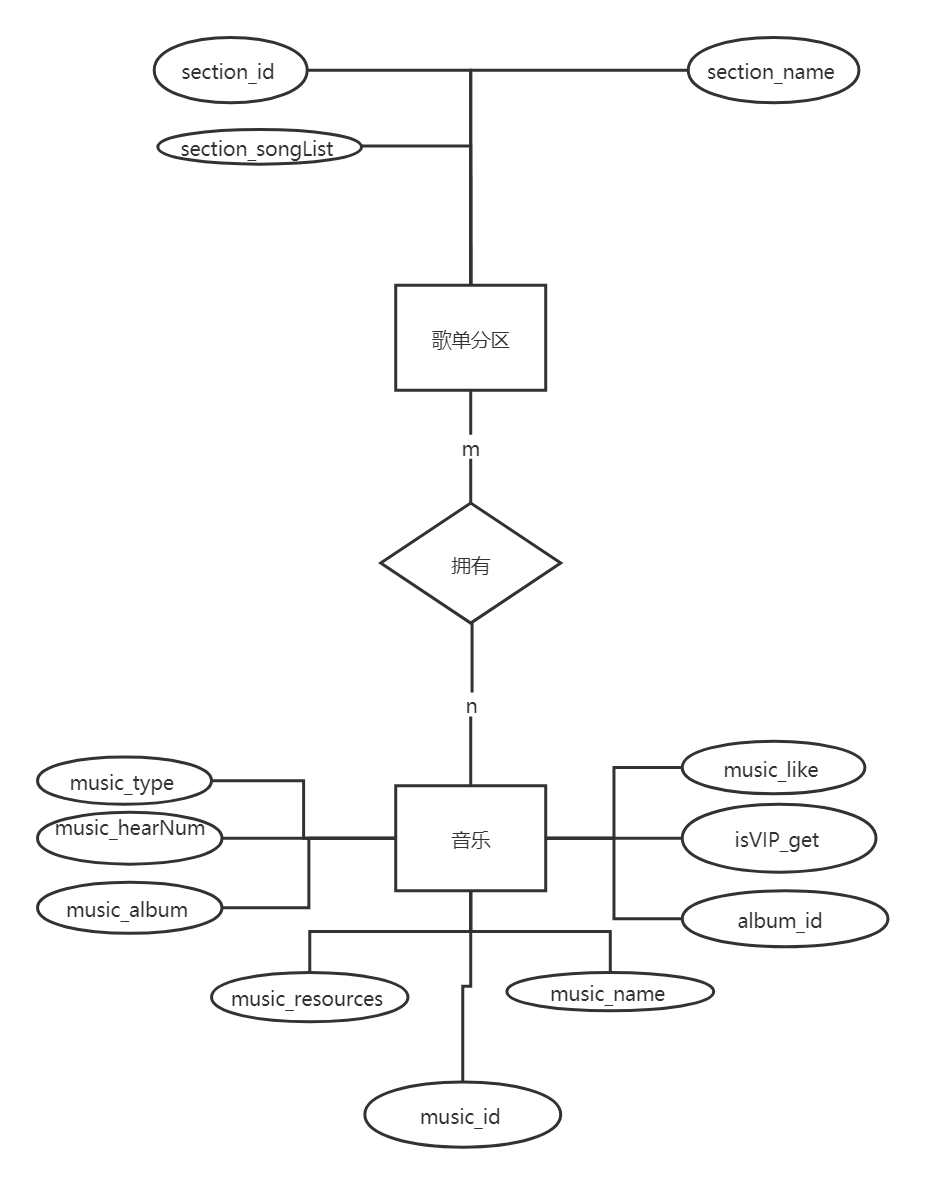 section_id
section_name
section_songList
歌单分区
m
拥有
n
music_type
music_like
music_hearNum
isVIP_get
音乐
music_album
album_id
music_resources
music_name
music_id